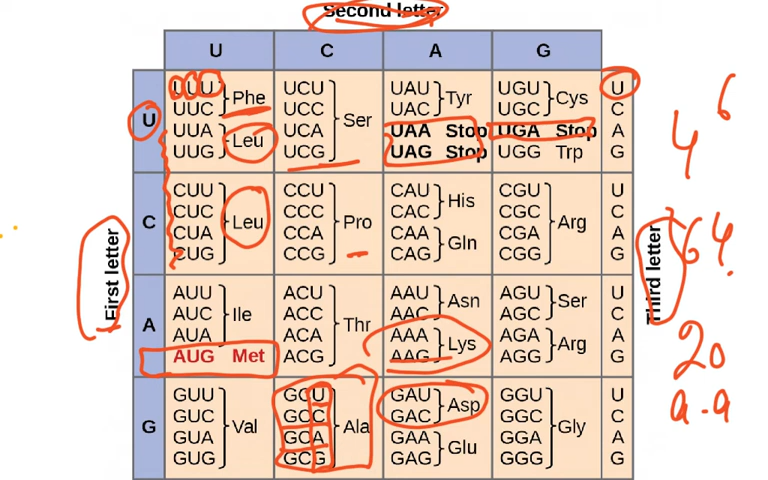 Second letter
U C A G
U UUU UUC Phe UUA UUG Leu UCU UCC UCA UCG Ser UAU UAC Tyr UAA Stop UAG Stop UGU UGC Cys UGA Stop UGG Trp U C A G
C CUU CUC CUA CUG Leu CCU CCC CCA CCG Pro CAU CAC His CAA CAG Gln CGU CGC CGA CGG Arg U C A G
A AUU AUC AUA Ile AUG Met ACU ACC ACA ACG Thr AAU AAC Asn AAA AAG Lys AGU AGC Ser AGA AGG Arg U C A G
G GUU GUC GUA GUG Val GCU GCC GCA GCG Ala GAU GAC Asp GAA GAG Glu GGU GGC GGA GGG Gly U C A G
First letter
Third letter
4 6
64
20
a.a